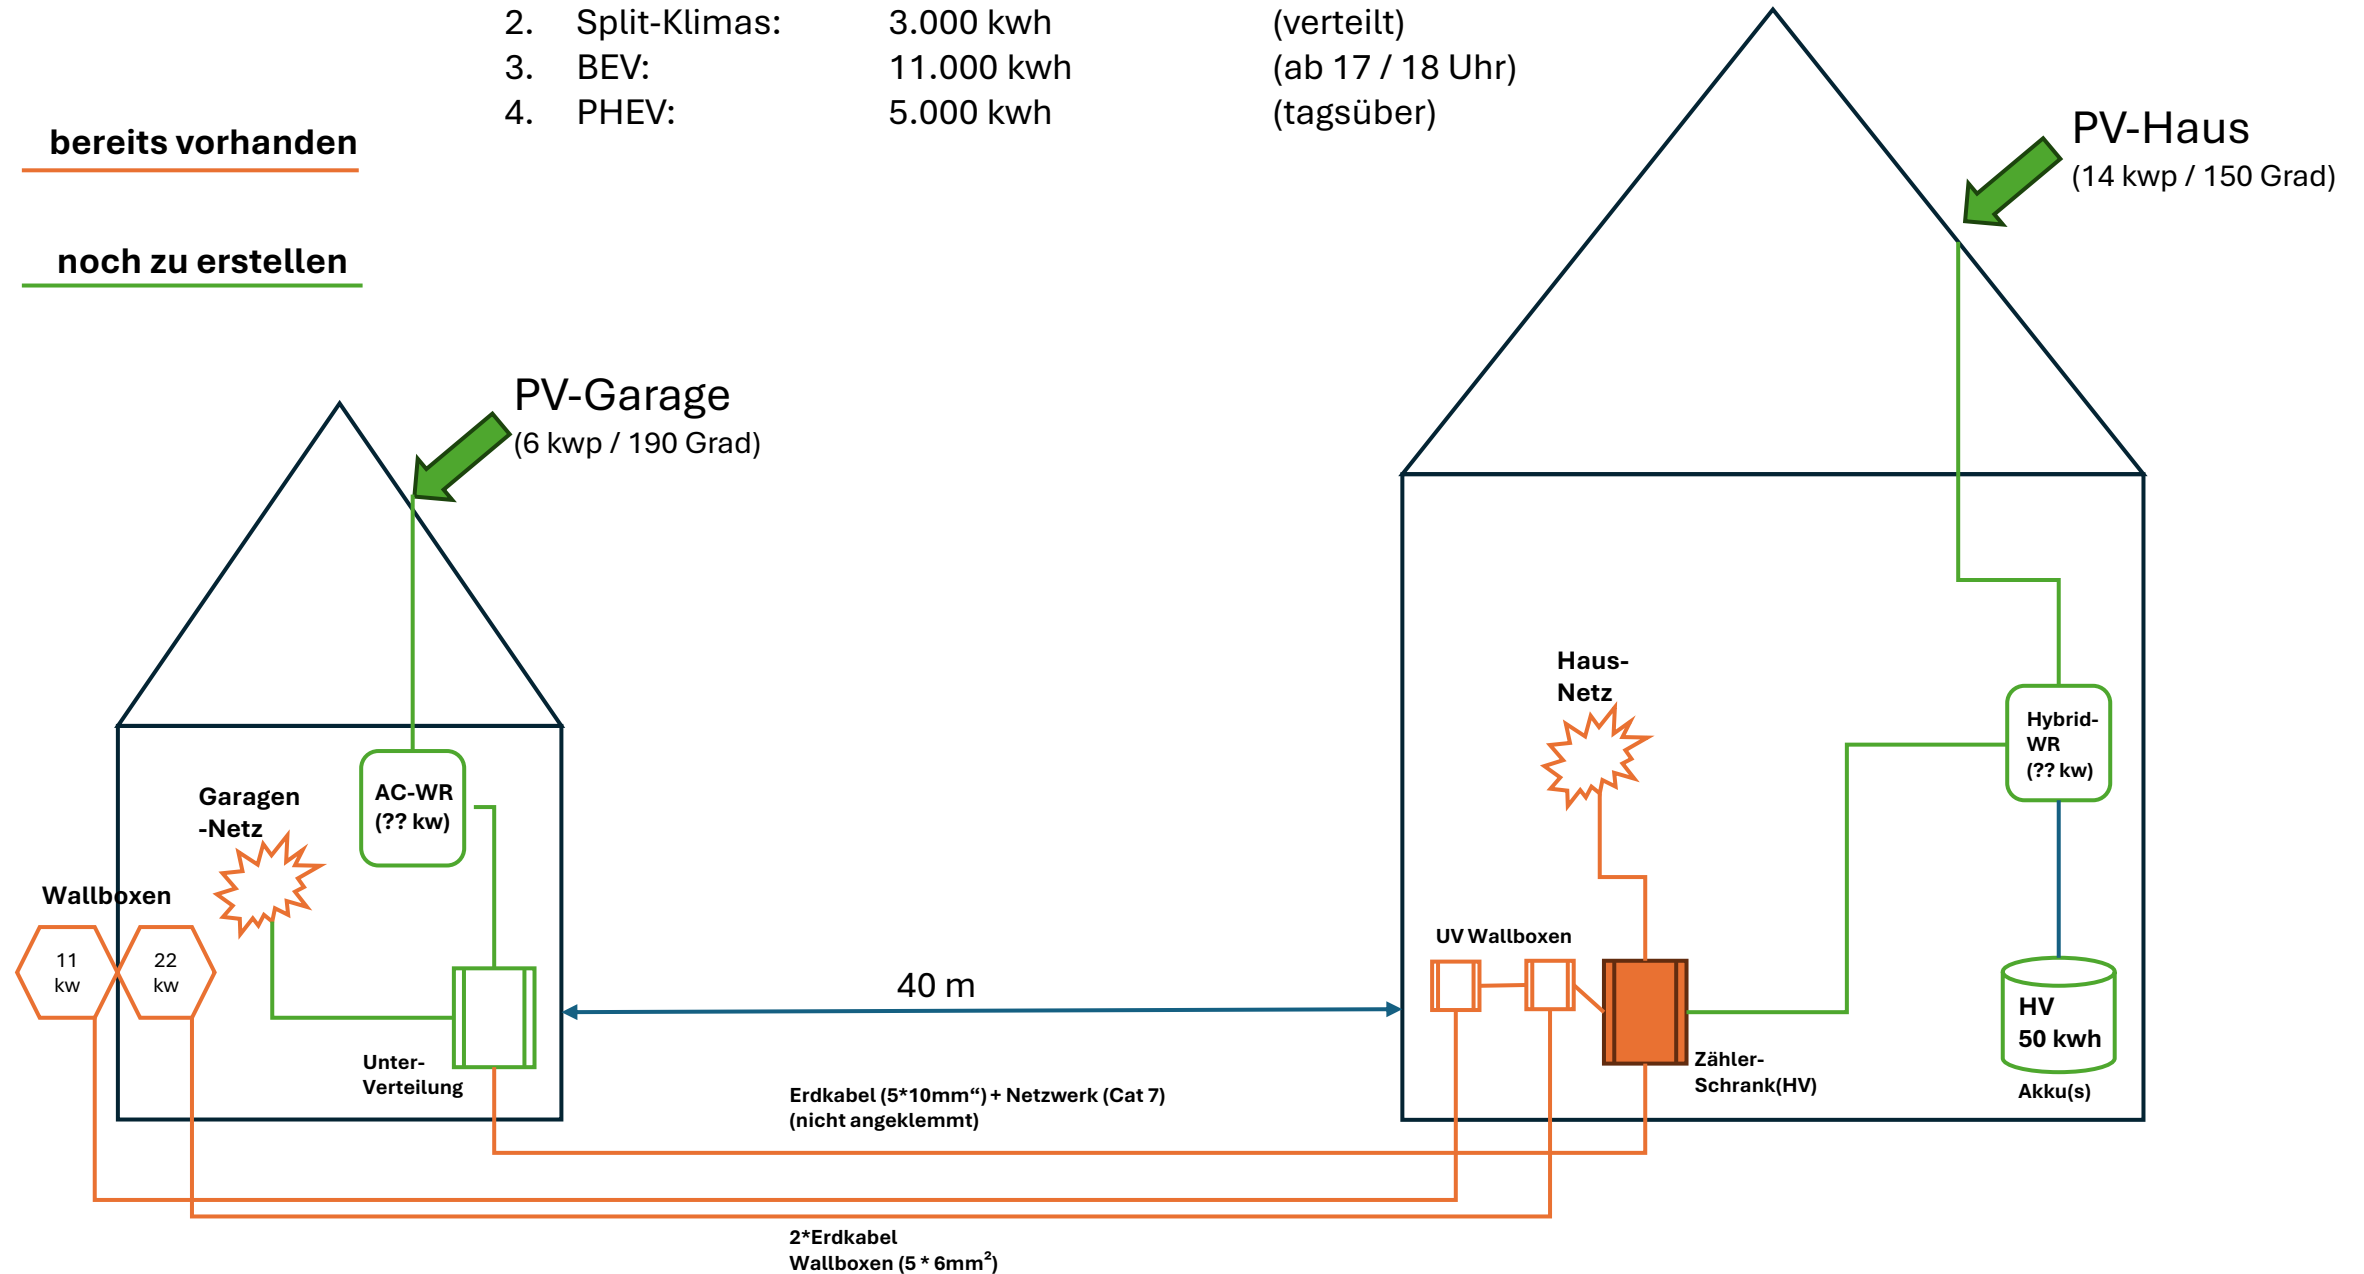 2. Split-Klimas: 3.000 kwh (verteilt)
3. BEV: 11.000 kwh (ab 17 / 18 Uhr)
4. PHEV: 5.000 kwh (tagsüber)
bereits vorhanden
noch zu erstellen
PV-Haus
(14 kwp / 150 Grad)
PV-Garage
(6 kwp / 190 Grad)
Haus-
Netz
Hybrid-
WR
(?? kw)
AC-WR
(?? kw)
Garagen
-Netz
Wallboxen
11
kw
22
kw
UV Wallboxen
40 m
HV
50 kwh
Akku(s)
Zähler-
Schrank(HV)
Unter-
Verteilung
Erdkabel (5*10mm“) + Netzwerk (Cat 7)
(nicht angeklemmt)
2*Erdkabel
Wallboxen (5 * 6mm²)